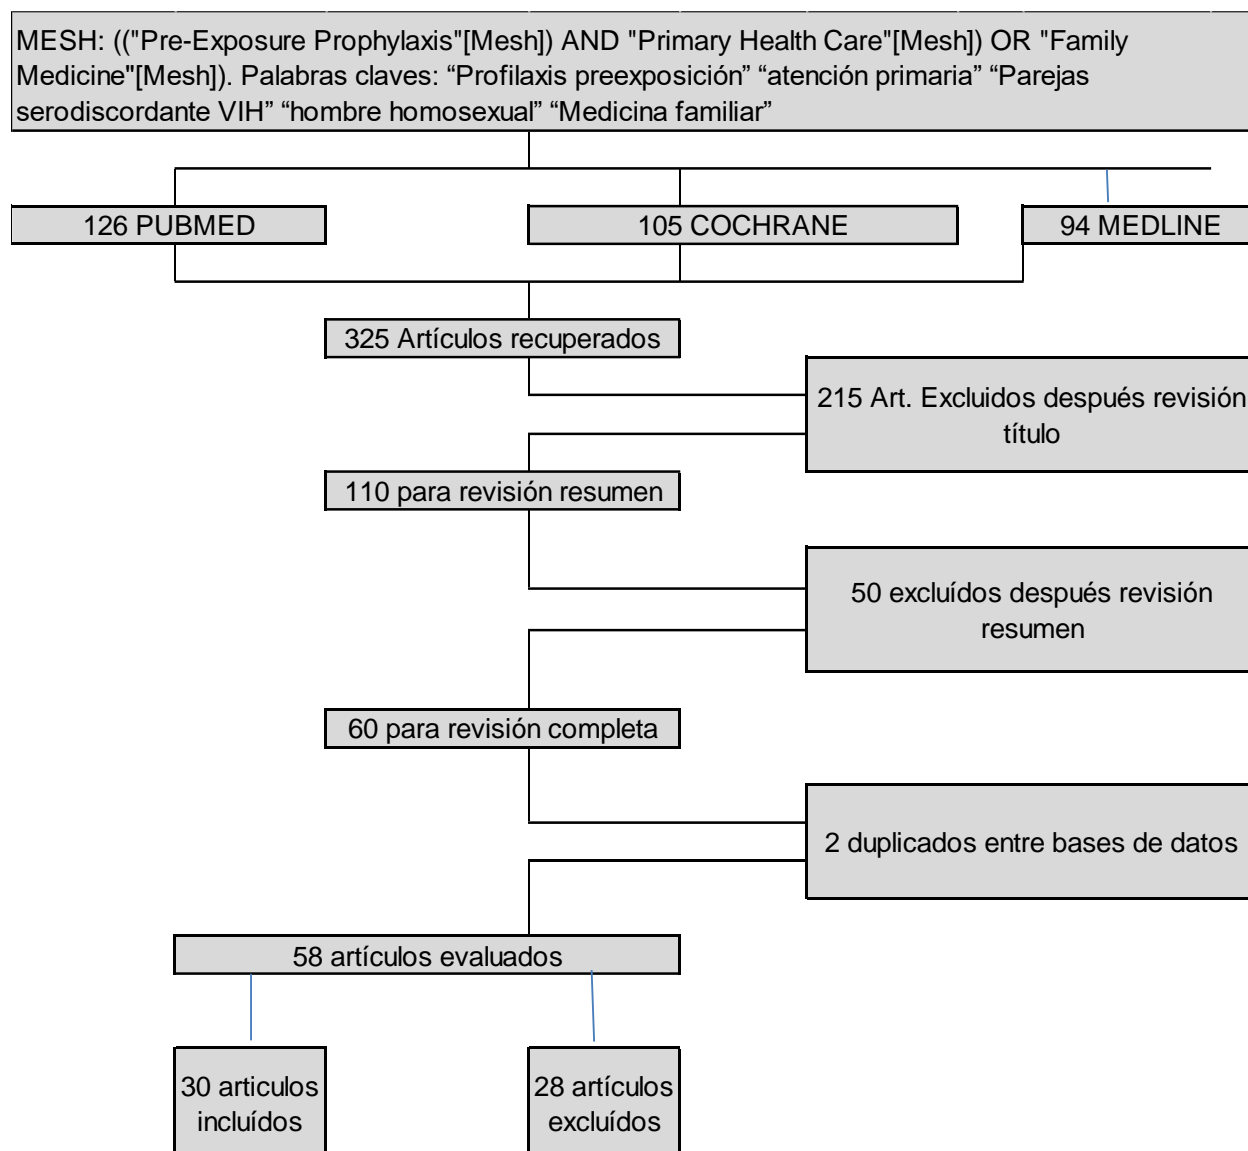 MESH: (("Pre-Exposure Prophylaxis"[Mesh]) AND "Primary Health Care"[Mesh]) OR "Family
Medicine"[Mesh]). Palabras claves: “Profilaxis preexposición” “atención primaria” “Parejas
serodiscordante VIH” “hombre homosexual” “Medicina familiar”
126 PUBMED
105 COCHRANE
94 MEDLINE
325 Artículos recuperados
215 Art. Excluidos después revisión
título
110 para revisión resumen
50 excluídos después revisión
resumen
60 para revisión completa
2 duplicados entre bases de datos
58 artículos evaluados
30 articulos
incluídos
28 artículos
excluídos